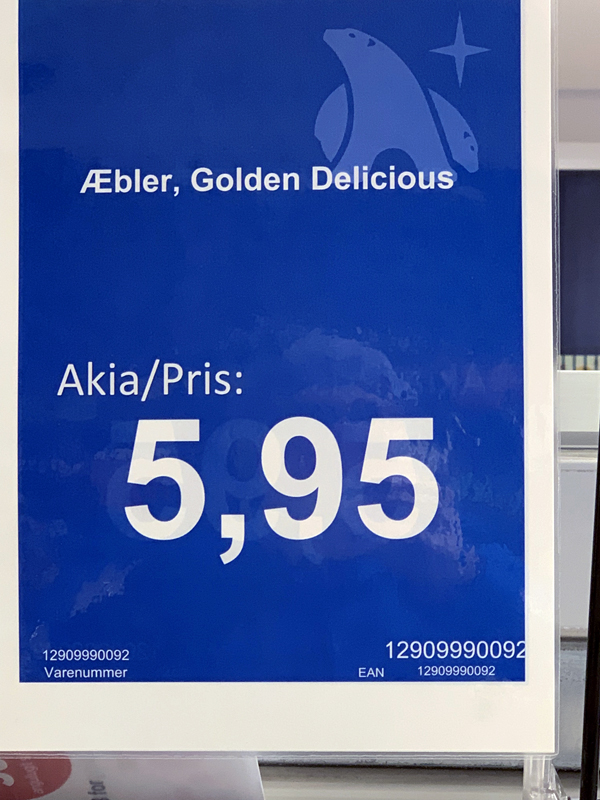 Æbler, Golden Delicious
Akia/Pris:
5,95
12909990092
Varenummer
12909990092
EAN 12909990092